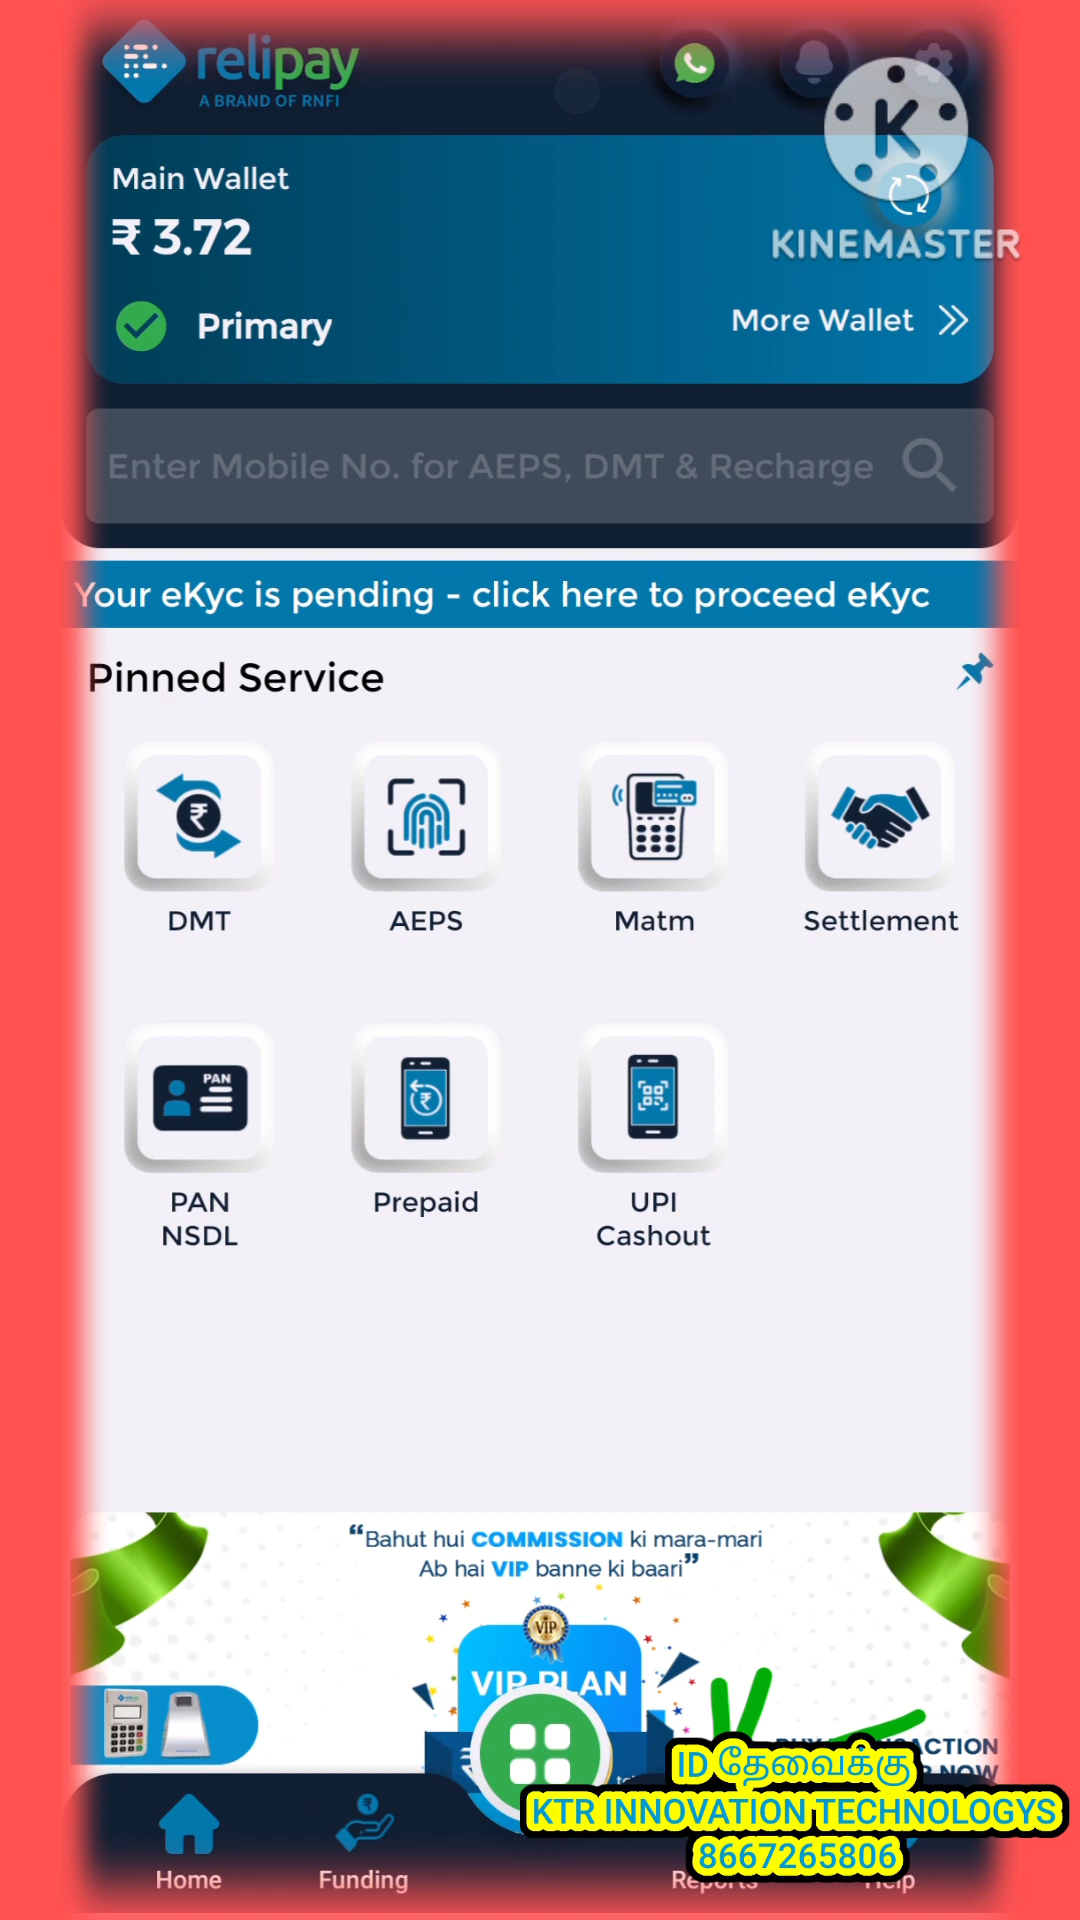 relipay
A BRAND OF RNFI
K
KINEMASTER
Main Wallet
₹ 3.72
Primary
More Wallet
Enter Mobile No. for AEPS, DMT & Recharge
Your eKyc is pending - click here to proceed eKyc
Pinned Service
DMT
AEPS
Matm
Settlement
PAN
PAN
NSDL
Prepaid
UPI
Cashout
“Bahut hui COMMISSION ki mara-mari
Ab hai VIP banne ki baari”
VIP
VIP PLAN
ID தேவைக்கு
KTR INNOVATION TECHNOLOGYS
8667265806
Home
Funding
Reports
Help